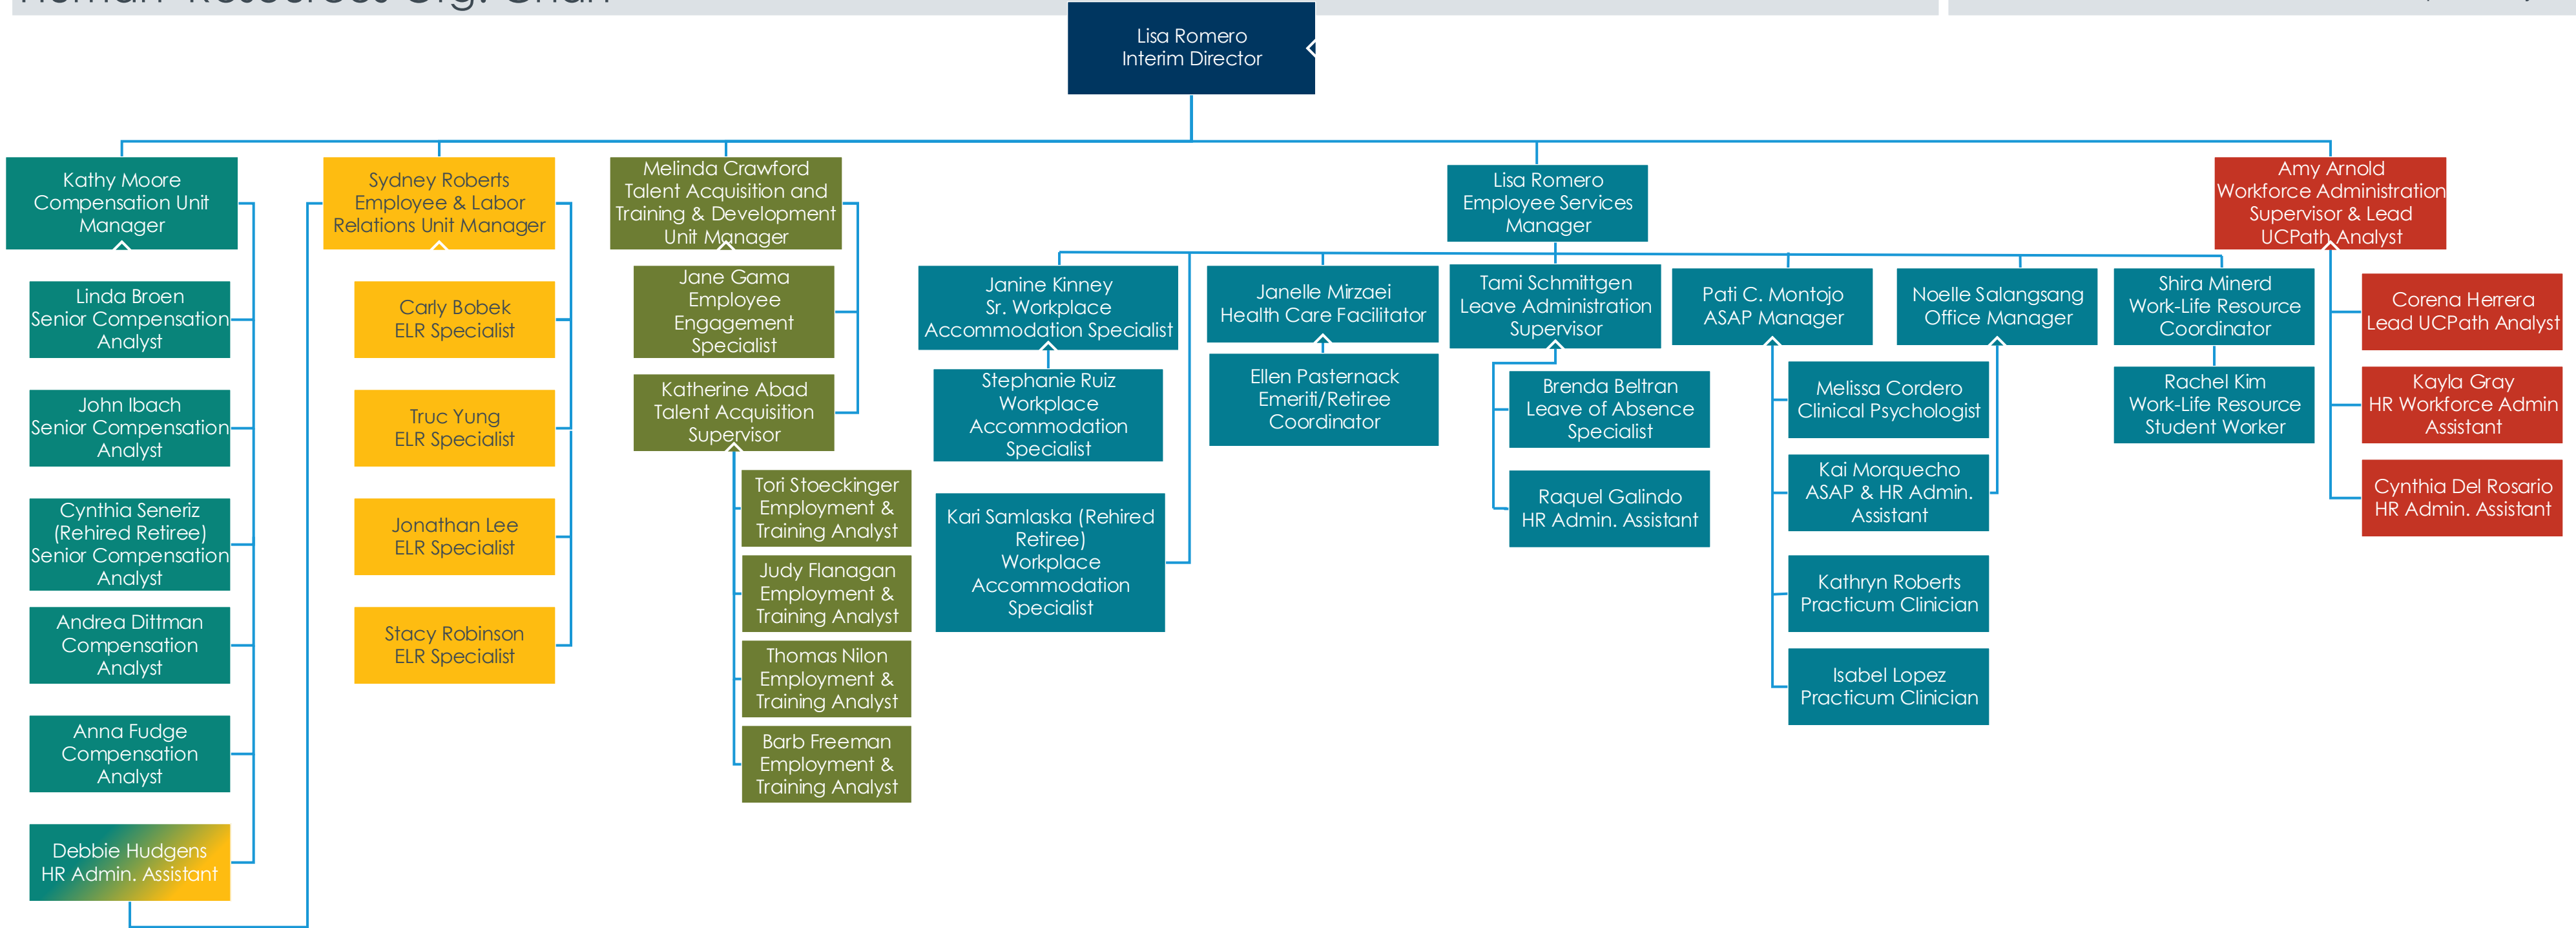 Human Resources Org. Chart
Lisa Romero
Interim Director
Kathy Moore
Compensation Unit
Manager
Linda Broen
Senior Compensation
Analyst
John Ibach
Senior Compensation
Analyst
Cynthia Seneriz
(Rehired Retiree)
Senior Compensation
Analyst
Andrea Dittman
Compensation
Analyst
Anna Fudge
Compensation
Analyst
Debbie Hudgens
HR Admin. Assistant
Sydney Roberts
Employee & Labor
Relations Unit Manager
Carly Bobek
ELR Specialist
Truc Yung
ELR Specialist
Jonathan Lee
ELR Specialist
Stacy Robinson
ELR Specialist
Melinda Crawford
Talent Acquisition and
Training & Development
Unit Manager
Jane Gama
Employee
Engagement
Specialist
Katherine Abad
Talent Acquisition
Supervisor
Tori Stoeckinger
Employment &
Training Analyst
Judy Flanagan
Employment &
Training Analyst
Thomas Nilon
Employment &
Training Analyst
Barb Freeman
Employment &
Training Analyst
Lisa Romero
Employee Services
Manager
Janine Kinney
Sr. Workplace
Accommodation Specialist
Stephanie Ruiz
Workplace
Accommodation
Specialist
Kari Samlaska (Rehired
Retiree)
Workplace
Accommodation
Specialist
Janelle Mirzaei
Health Care Facilitator
Ellen Pasternack
Emeriti/Retiree
Coordinator
Tami Schmittgen
Leave Administration
Supervisor
Brenda Beltran
Leave of Absence
Specialist
Raquel Galindo
HR Admin. Assistant
Pati C. Montojo
ASAP Manager
Melissa Cordero
Clinical Psychologist
Kai Morquecho
ASAP & HR Admin.
Assistant
Kathryn Roberts
Practicum Clinician
Isabel Lopez
Practicum Clinician
Noelle Salangsang
Office Manager
Shira Minerd
Work-Life Resource
Coordinator
Rachel Kim
Work-Life Resource
Student Worker
Amy Arnold
Workforce Administration
Supervisor & Lead
UCPath Analyst
Corena Herrera
Lead UCPath Analyst
Kayla Gray
HR Workforce Admin
Assistant
Cynthia Del Rosario
HR Admin. Assistant